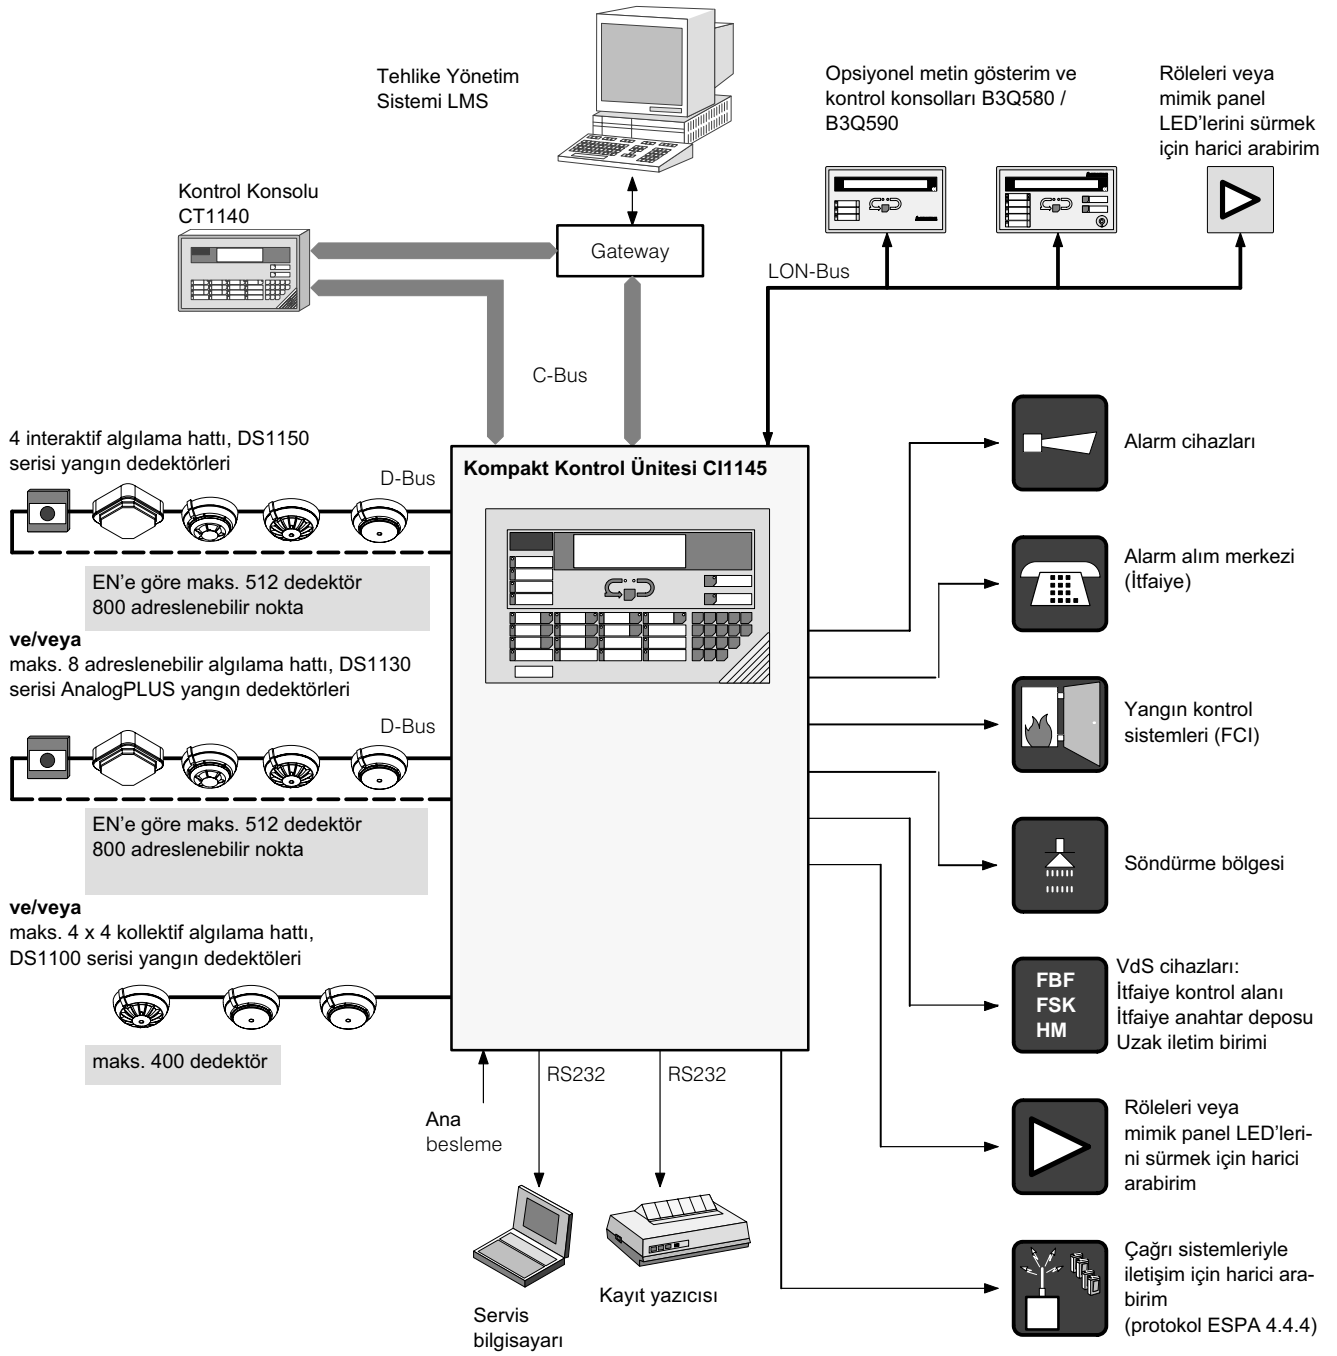 Tehlike Yönetim
Sistemi LMS
Opsiyonel metin gösterim ve
kontrol konsolları B3Q580 /
B3Q590
Röleleri veya
mimik panel
LED’lerini sürmek
için harici arabirim
Kontrol Konsolu
CT1140
Gateway
LON-Bus
C-Bus
4 interaktif algılama hattı, DS1150
serisi yangın dedektörleri
D-Bus
EN’e göre maks. 512 dedektör
800 adreslenebilir nokta
ve/veya
maks. 8 adreslenebilir algılama hattı, DS1130
serisi AnalogPLUS yangın dedektörleri
D-Bus
EN’e göre maks. 512 dedektör
800 adreslenebilir nokta
ve/veya
maks. 4 x 4 kollektif algılama hattı,
DS1100 serisi yangın dedektöleri
maks. 400 dedektör
Kompakt Kontrol Ünitesi CI1145
Alarm cihazları
Alarm alım merkezi
(İtfaiye)
Yangın kontrol
sistemleri (FCI)
Söndürme bölgesi
FBF
FSK
HM
VdS cihazları:
İtfaiye kontrol alanı
İtfaiye anahtar deposu
Uzak iletim birimi
Röleleri veya
mimik panel LED’leri-
ni sürmek için harici
arabirim
Çağrı sistemleriyle
iletişim için harici ara-
birim
(protokol ESPA 4.4.4)
Ana
besleme
RS232
RS232
Servis
bilgisayarı
Kayıt yazıcısı